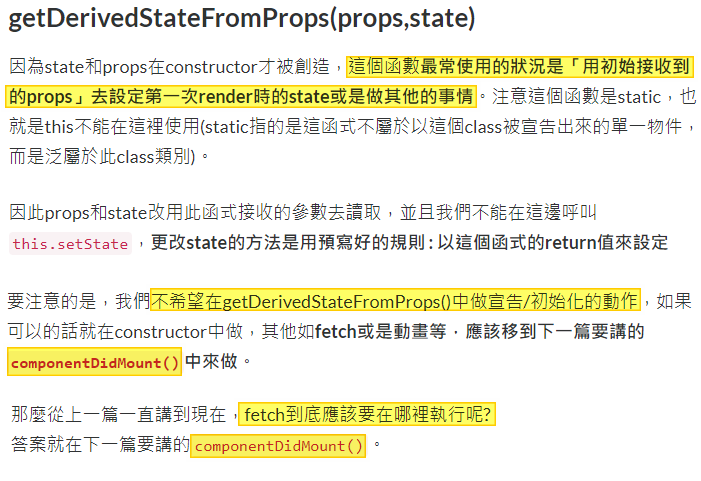 getDerivedStateFromProps(props,state)
因為state和props在constructor才被創造，這個函數最常使用的狀況是「用初始接收到
的props」去設定第一次render時的state或是做其他的事情。注意這個函數是static，也
就是this不能在這裡使用(static指的是這函式不屬於以這個class被宣告出來的單一物件，
而是泛屬於此class類別)。
因此props和state改用此函式接收的參數去讀取，並且我們不能在這邊呼叫
this.setState，更改state的方法是用預寫好的規則:以這個函式的return值來設定
要注意的是，我們不希望在getDerivedStateFromProps()中做宣告/初始化的動作，如果
可以的話就在constructor中做，其他如fetch或是動畫等，應該移到下一篇要講的
componentDidMount()中來做。
那麼從上一篇一直講到現在，fetch到底應該要在哪裡執行呢?
答案就在下一篇要講的componentDidMount()。